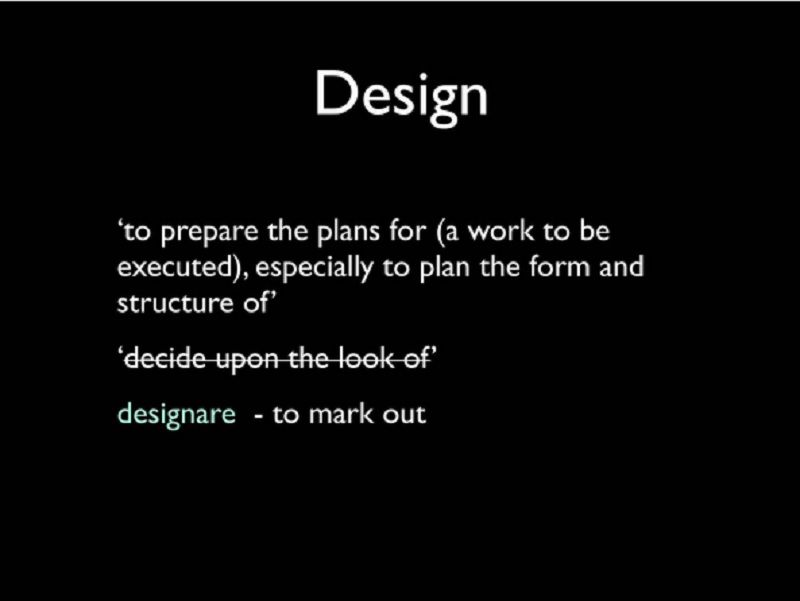 Design
‘to prepare the plans for (a work to be
executed), especially to plan the form and
structure of’
‘decide upon the look of’
designare - to mark out